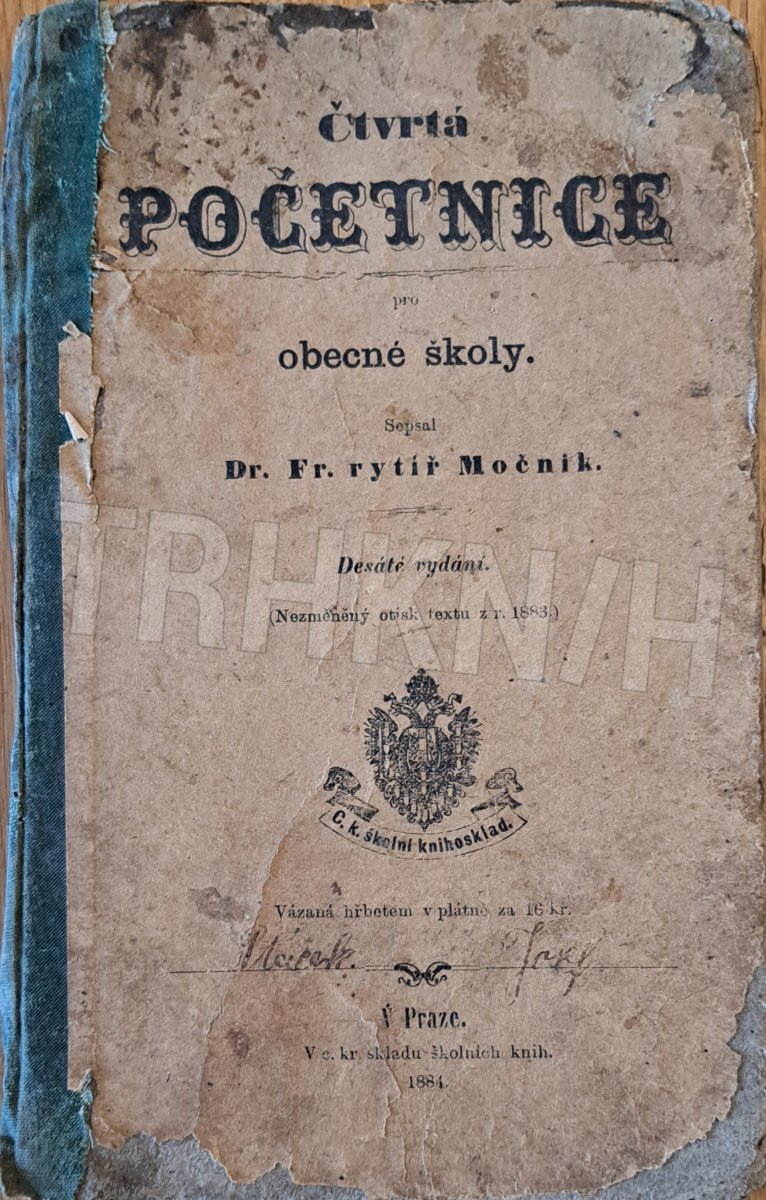 Čtvrtá
POČETNICE
pro
obecné školy.
Sepsal
Dr. Fr. rytíř Močnik.
Desáté vydání.
(Nezměněný otisk textu z r. 1883.)
TRHKNIH
C. k. školní knihosklad.
Vázaná hřbetem v plátně za 16 kr.
V Praze.
V c. kr. skladu školních knih.
1884.